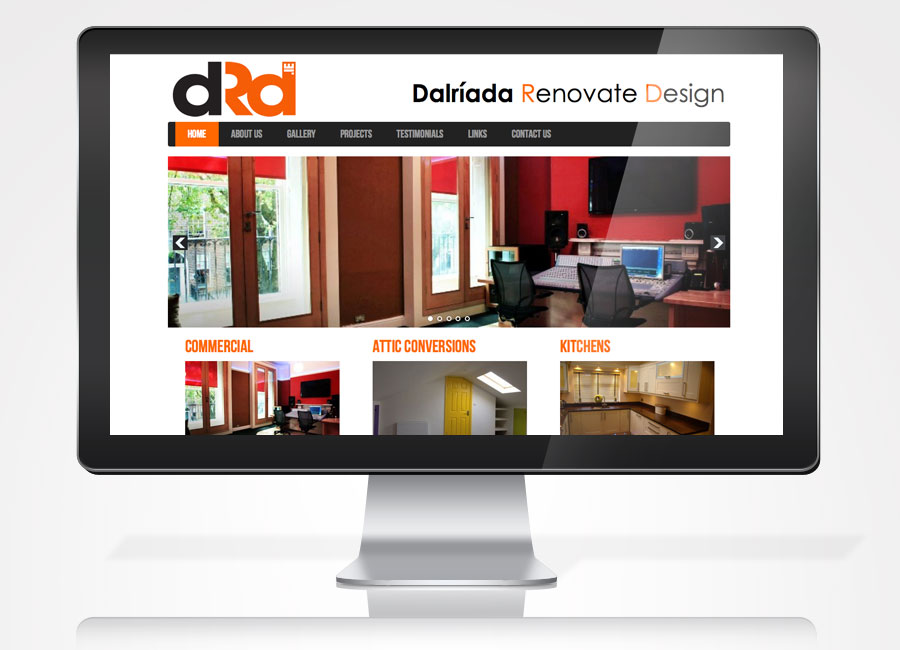 dRd.ie
Dalríada Renovate Design
HOME ABOUT US GALLERY PROJECTS TESTIMONIALS LINKS CONTACT US
COMMERCIAL ATTIC CONVERSIONS KITCHENS